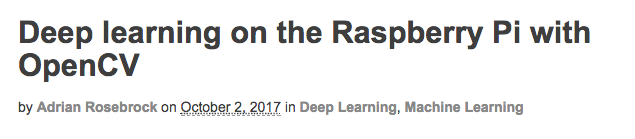 Deep learning on the Raspberry Pi with
OpenCV
by Adrian Rosebrock on October 2, 2017 in Deep Learning, Machine Learning